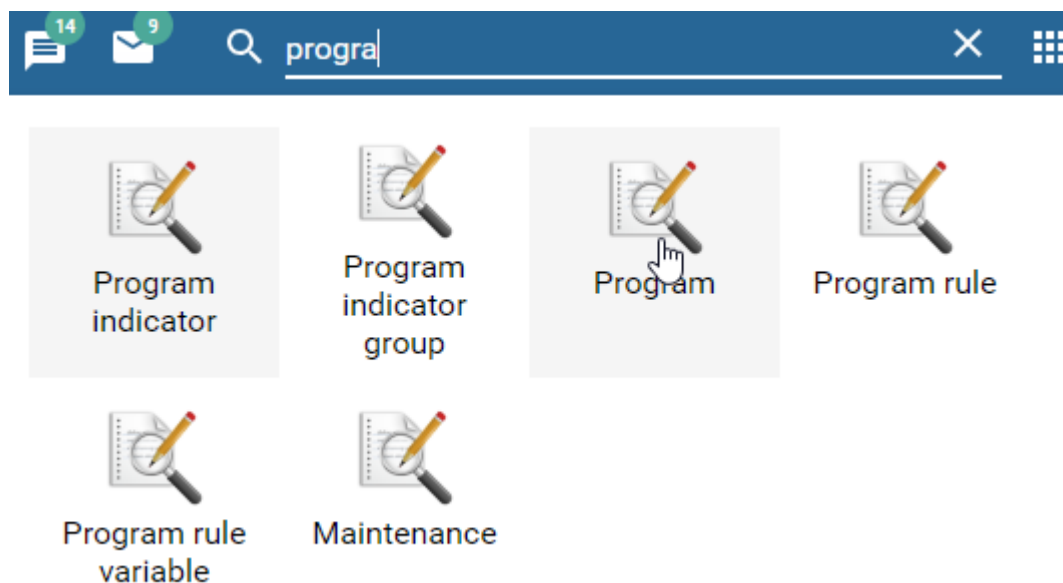 14
9
progra
Program
indicator
Program
indicator
group
Program
Program rule
Program rule
variable
Maintenance